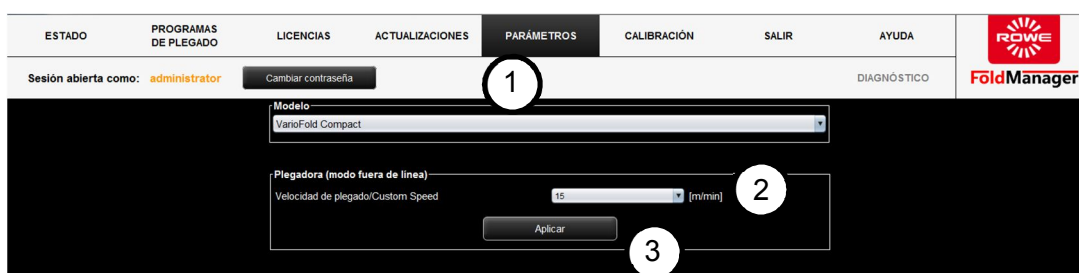 ESTADO
PROGRAMAS
DE PLEGADO
LICENCIAS
ACTUALIZACIONES
PARÁMETROS
CALIBRACIÓN
SALIR
AYUDA
ROWE
Sesión abierta como: administrator
Cambiar contraseña
1
DIAGNÓSTICO
FoldManager
Modelo
VarioFold Compact
Plegadora (modo fuera de línea)
Velocidad de plegado/Custom Speed
15
[m/min]
2
Aplicar
3